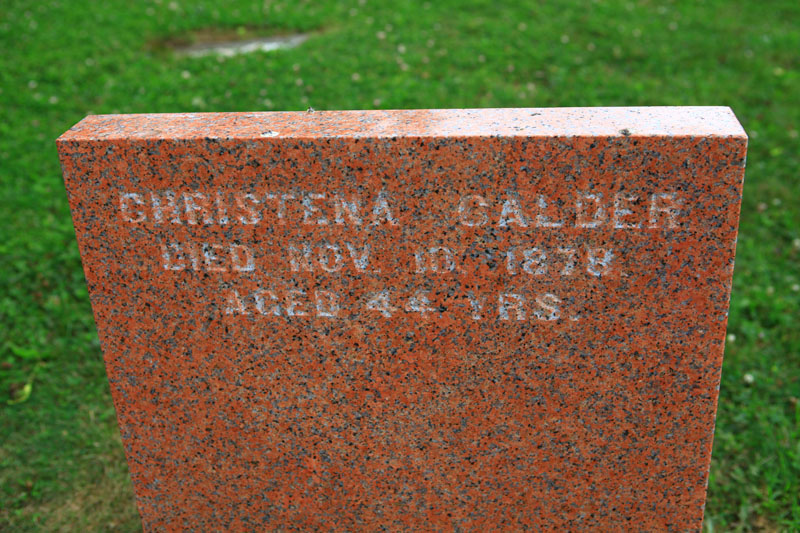 CHRISTENA CALDER
DIED NOV. 10, 1878.
AGED 44 YRS.